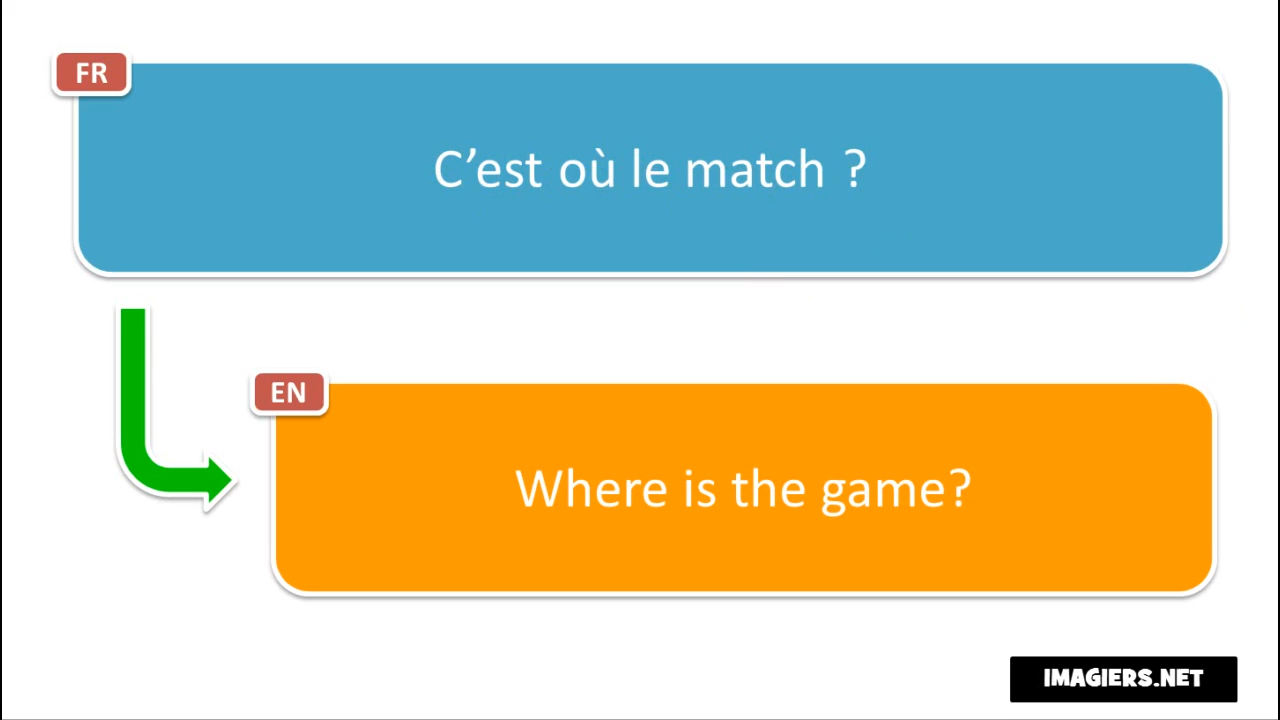 FR
C’est où le match ?
EN
Where is the game?
IMAGIERS.NET